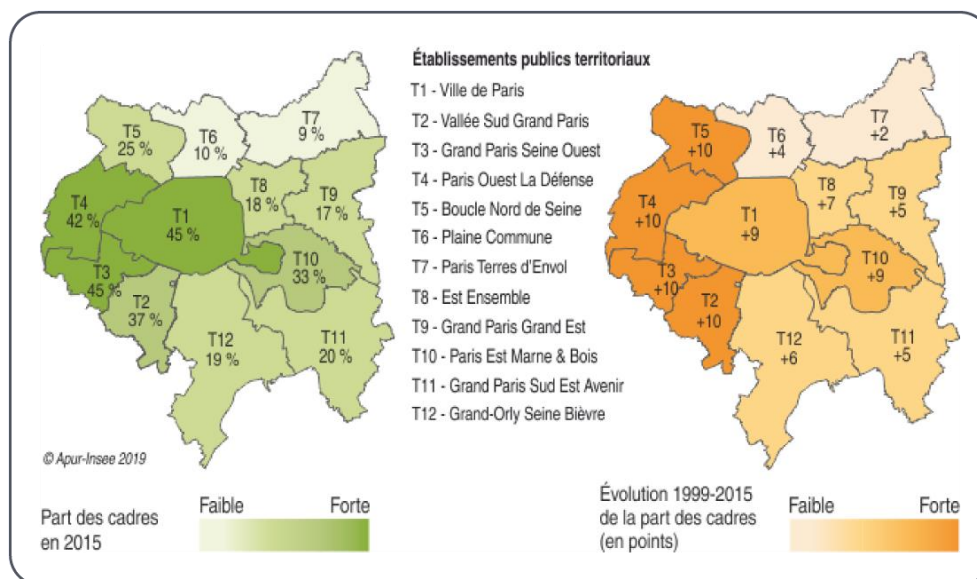 Établissements publics territoriaux
T1 - Ville de Paris
T2 - Vallée Sud Grand Paris
T3 - Grand Paris Seine Ouest
T4 - Paris Ouest La Défense
T5 - Boucle Nord de Seine
T6 - Plaine Commune
T7 - Paris Terres d'Envol
T8 - Est Ensemble
T9 - Grand Paris Grand Est
T10 - Paris Est Marne & Bois
T11 - Grand Paris Sud Est Avenir
T12 - Grand-Orly Seine Bièvre
T7
9 %
T5
25 %
T6
10 %
T8
18 %
T9
17 %
T4
42 %
T1
45 %
T10
33 %
T3
45 %
T2
37 %
T12
19 %
T11
20 %
© Apur-Insee 2019
Part des cadres
en 2015
Faible
Forte
T7
+2
T5
+10
T6
+4
T8
+7
T9
+5
T4
+10
T1
+9
T10
+9
T3
+10
T2
+10
T12
+6
T11
+5
Évolution 1999-2015
de la part des cadres
(en points)
Faible
Forte